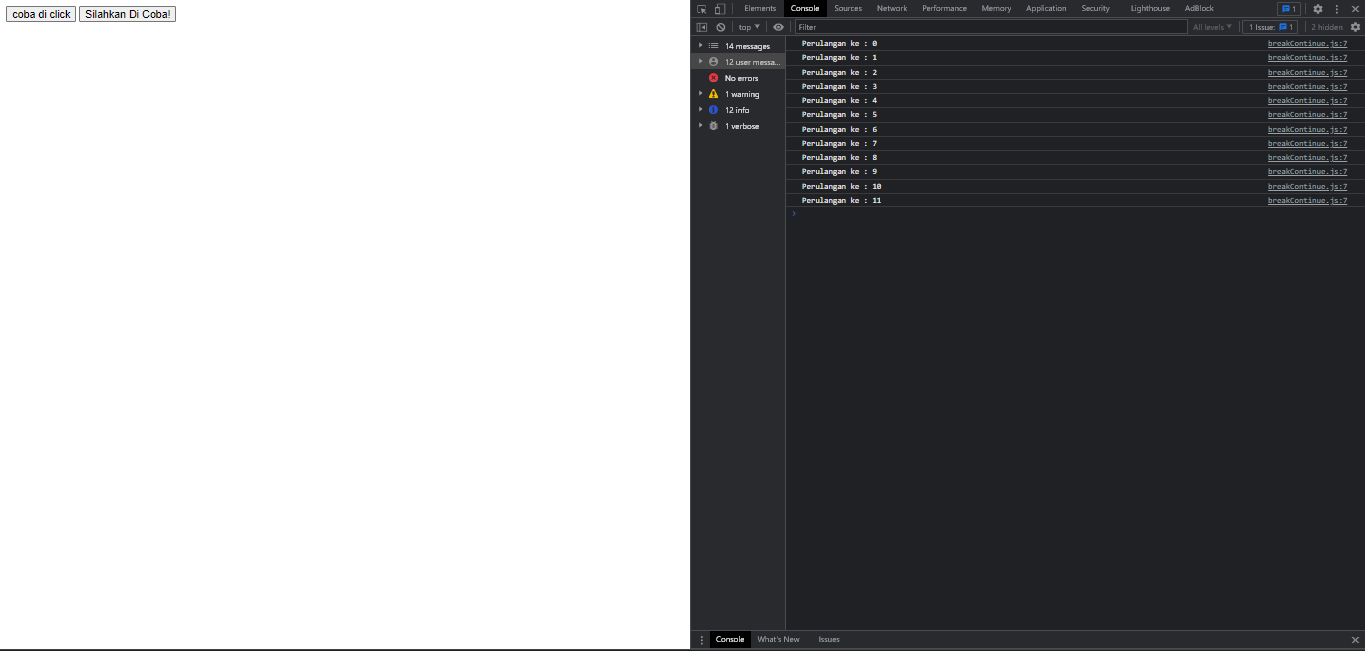 coba di click Silahkan Di Coba!
Elements Console Sources Network Performance Memory Application Security Lighthouse AdBlock 1
top Filter All levels 1 Issue: 1 2 hidden
14 messages
12 user messa...
No errors
1 warning
12 info
1 verbose
Perulangan ke : 0 breakContinue.js:7
Perulangan ke : 1 breakContinue.js:7
Perulangan ke : 2 breakContinue.js:7
Perulangan ke : 3 breakContinue.js:7
Perulangan ke : 4 breakContinue.js:7
Perulangan ke : 5 breakContinue.js:7
Perulangan ke : 6 breakContinue.js:7
Perulangan ke : 7 breakContinue.js:7
Perulangan ke : 8 breakContinue.js:7
Perulangan ke : 9 breakContinue.js:7
Perulangan ke : 10 breakContinue.js:7
Perulangan ke : 11 breakContinue.js:7
Console What's New Issues